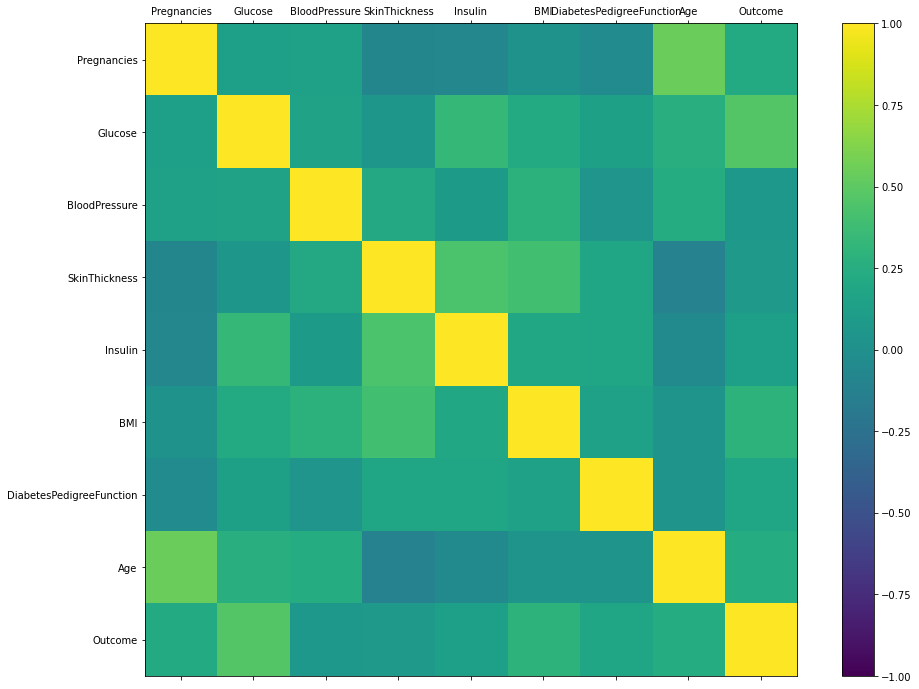 Pregnancies Glucose BloodPressure SkinThickness Insulin BMI DiabetesPedigreeFunction Age Outcome
Pregnancies
Glucose
BloodPressure
SkinThickness
Insulin
BMI
DiabetesPedigreeFunction
Age
Outcome
1.00
0.75
0.50
0.25
0.00
−0.25
−0.50
−0.75
−1.00